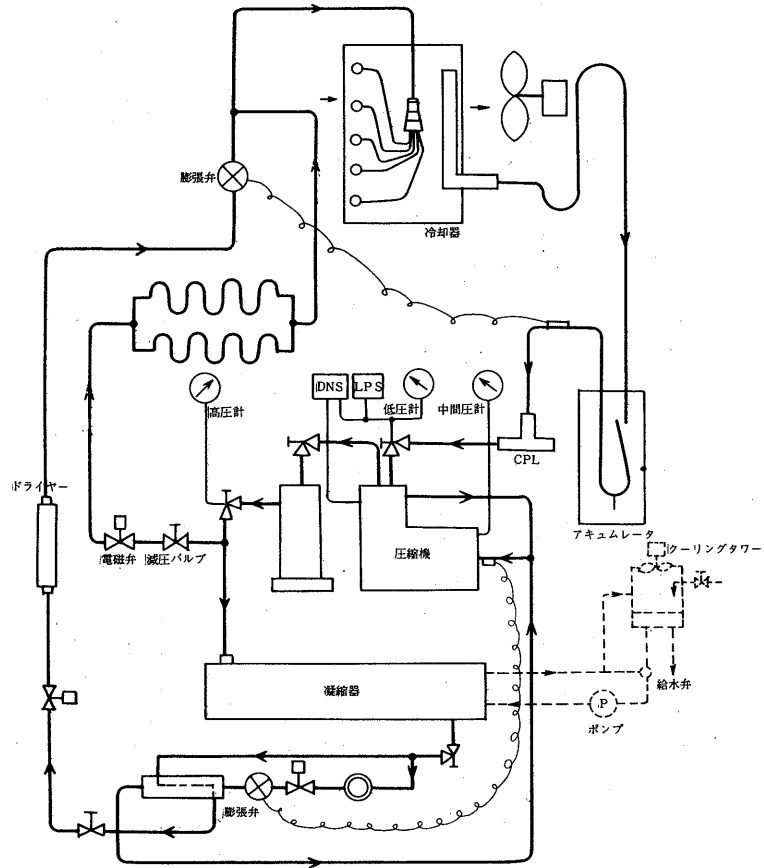 膨張弁
冷却器
DNS
LPS
高圧計
低圧計
中間圧計
CPL
ドライヤー
電磁弁
減圧バルブ
圧縮機
アキュムレータ
クーリングタワー
凝縮器
給水弁
P
ポンプ
膨張弁